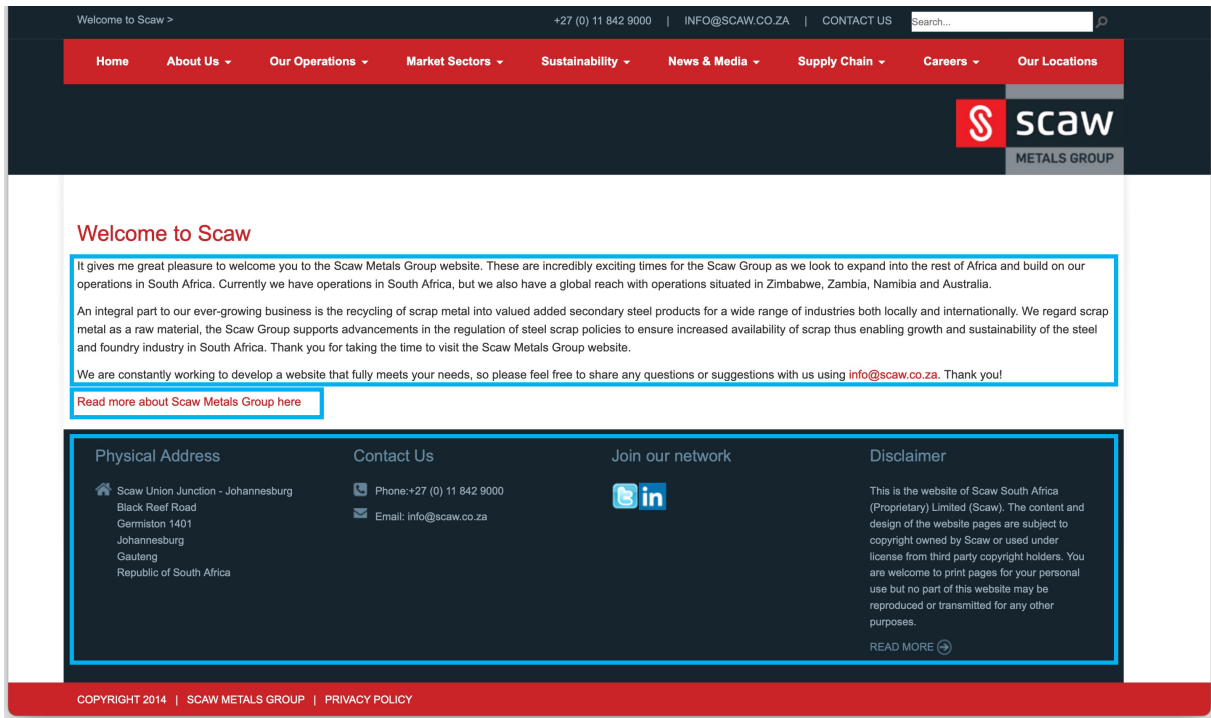 Welcome to Scaw >
+27 (0) 11 842 9000 | INFO@SCAW.CO.ZA | CONTACT US Search...
Home About Us Our Operations Market Sectors Sustainability News & Media Supply Chain Careers Our Locations
scaw
METALS GROUP
Welcome to Scaw
It gives me great pleasure to welcome you to the Scaw Metals Group website. These are incredibly exciting times for the Scaw Group as we look to expand into the rest of Africa and build on our
operations in South Africa. Currently we have operations in South Africa, but we also have a global reach with operations situated in Zimbabwe, Zambia, Namibia and Australia.
An integral part to our ever-growing business is the recycling of scrap metal into valued added secondary steel products for a wide range of industries both locally and internationally. We regard scrap
metal as a raw material, the Scaw Group supports advancements in the regulation of steel scrap policies to ensure increased availability of scrap thus enabling growth and sustainability of the steel
and foundry industry in South Africa. Thank you for taking the time to visit the Scaw Metals Group website.
We are constantly working to develop a website that fully meets your needs, so please feel free to share any questions or suggestions with us using info@scaw.co.za. Thank you!
Read more about Scaw Metals Group here
Physical Address
Scaw Union Junction - Johannesburg
Black Reef Road
Germiston 1401
Johannesburg
Gauteng
Republic of South Africa
Contact Us
Phone:+27 (0) 11 842 9000
Email: info@scaw.co.za
Join our network
in
Disclaimer
This is the website of Scaw South Africa
(Proprietary) Limited (Scaw). The content and
design of the website pages are subject to
copyright owned by Scaw or used under
license from third party copyright holders. You
are welcome to print pages for your personal
use but no part of this website may be
reproduced or transmitted for any other
purposes.
READ MORE
COPYRIGHT 2014 | SCAW METALS GROUP | PRIVACY POLICY